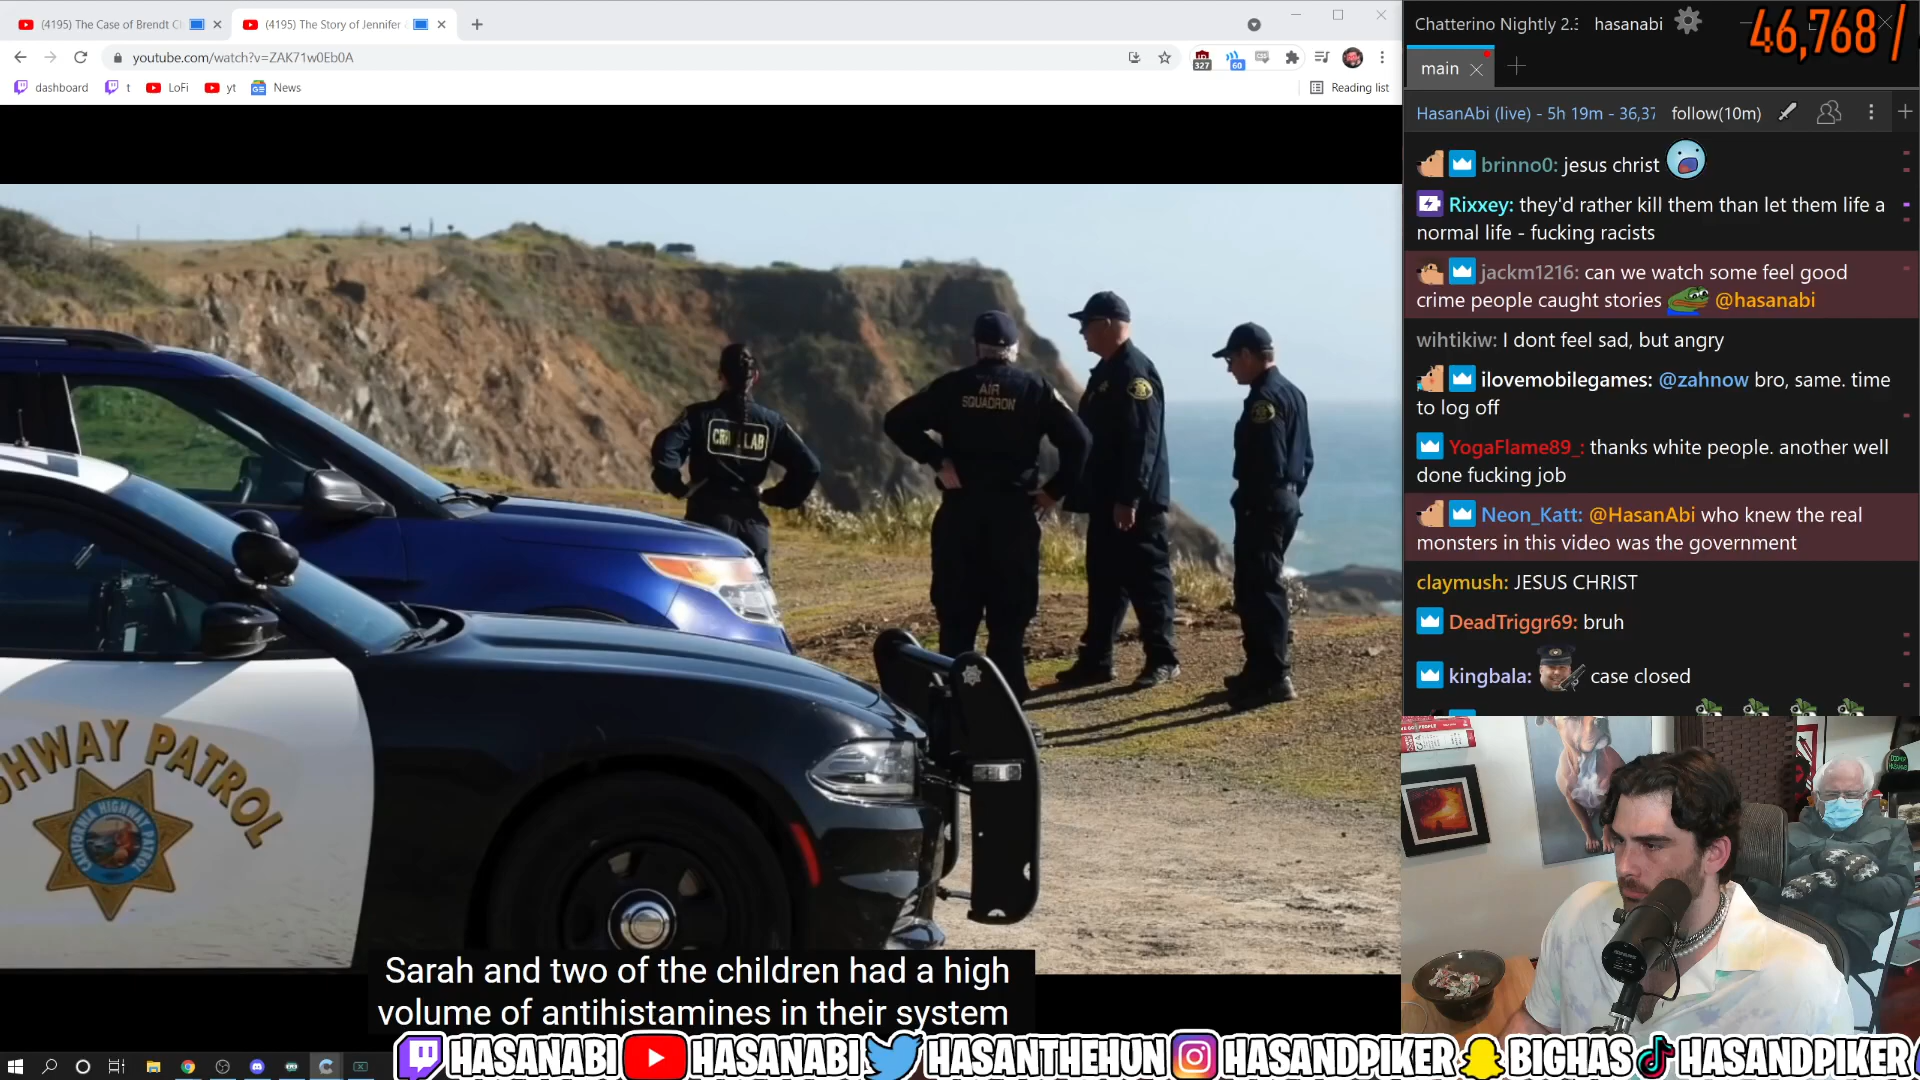 (4195) The Case of Brendt C
(4195) The Story of Jennifer
youtube.com/watch?v=ZAK71w0Eb0A
327
60
dashboard
t
LoFi
yt
News
Reading list
AIR
SQUADRON
LAB
HIGHWAY PATROL
CALIFORNIA HIGHWAY PATROL
Sarah and two of the children had a high
volume of antihistamines in their system
Chatterino Nightly 2.
hasanabi
46,768 /
main
HasanAbi (live) - 5h 19m - 36,37
follow(10m)
brinno0: jesus christ
Rixxey: they'd rather kill them than let them life a
normal life - fucking racists
jackm1216: can we watch some feel good
crime people caught stories @hasanabi
wihtikiw: I dont feel sad, but angry
ilovemobilegames: @zahnow bro, same. time
to log off
YogaFlame89_: thanks white people. another well
done fucking job
Neon_Katt: @HasanAbi who knew the real
monsters in this video was the government
claymush: JESUS CHRIST
DeadTriggr69: bruh
kingbala: case closed
HASANABI HASANABI HASANTHEHUN HASANDPIKER BIGHAS HASANDPIKER